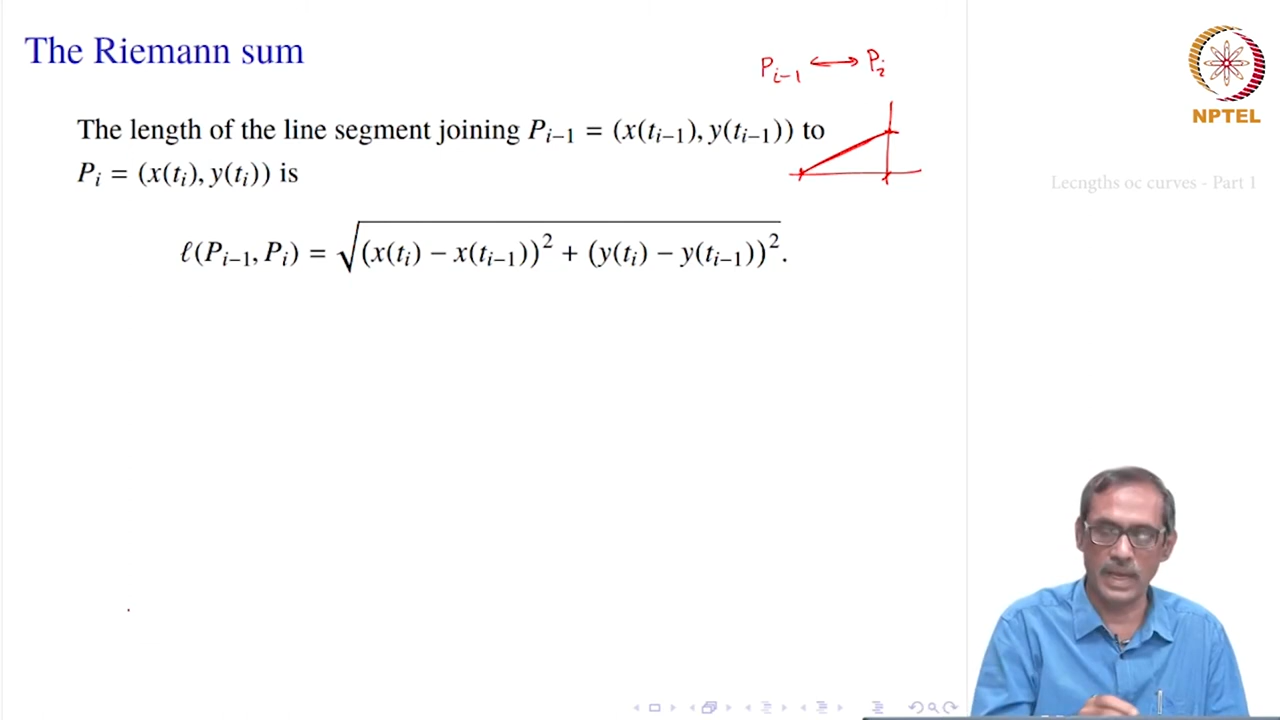 The Riemann sum
P_{i-1} ⟷ P_i
NPTEL
The length of the line segment joining P_{i−1} = (x(t_{i−1}), y(t_{i−1})) to
P_i = (x(t_i), y(t_i)) is
Lecngths oc curves - Part 1
ℓ(P_{i−1}, P_i) = √((x(t_i) − x(t_{i−1}))² + (y(t_i) − y(t_{i−1}))²).